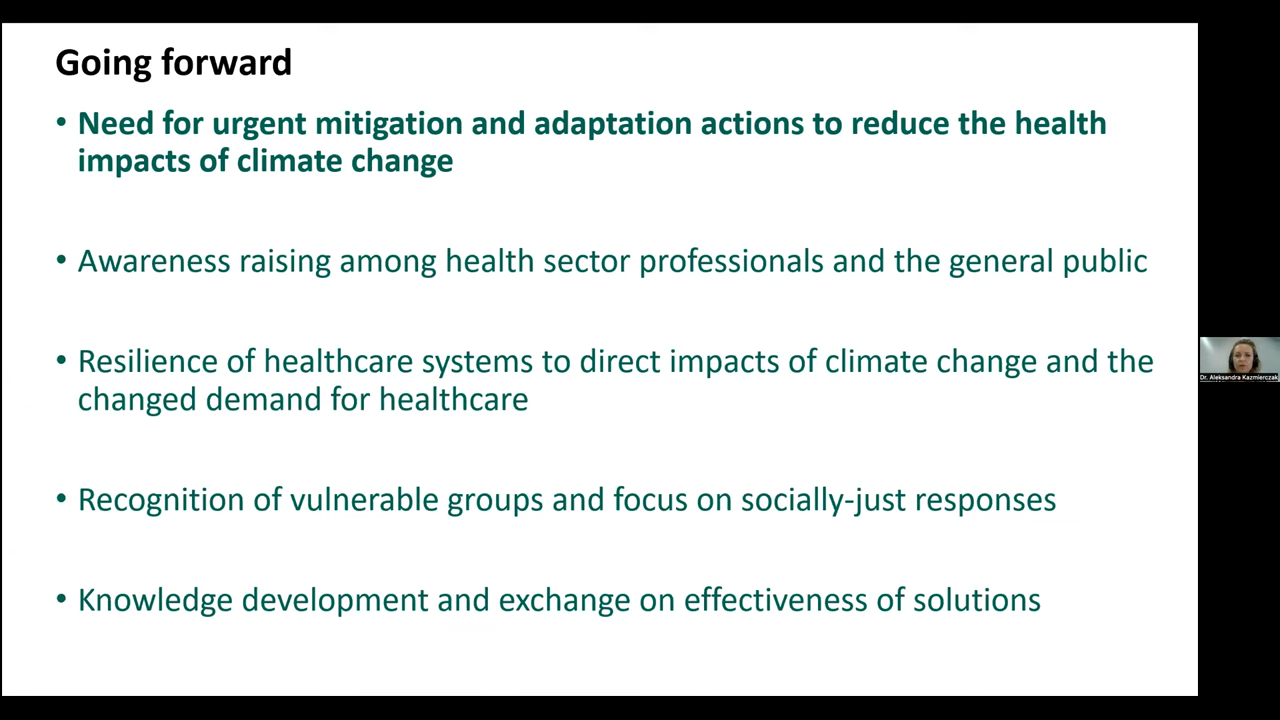 Going forward
• Need for urgent mitigation and adaptation actions to reduce the health
impacts of climate change
• Awareness raising among health sector professionals and the general public
• Resilience of healthcare systems to direct impacts of climate change and the
changed demand for healthcare
• Recognition of vulnerable groups and focus on socially-just responses
• Knowledge development and exchange on effectiveness of solutions
Dr. Aleksandra Kazmierczak